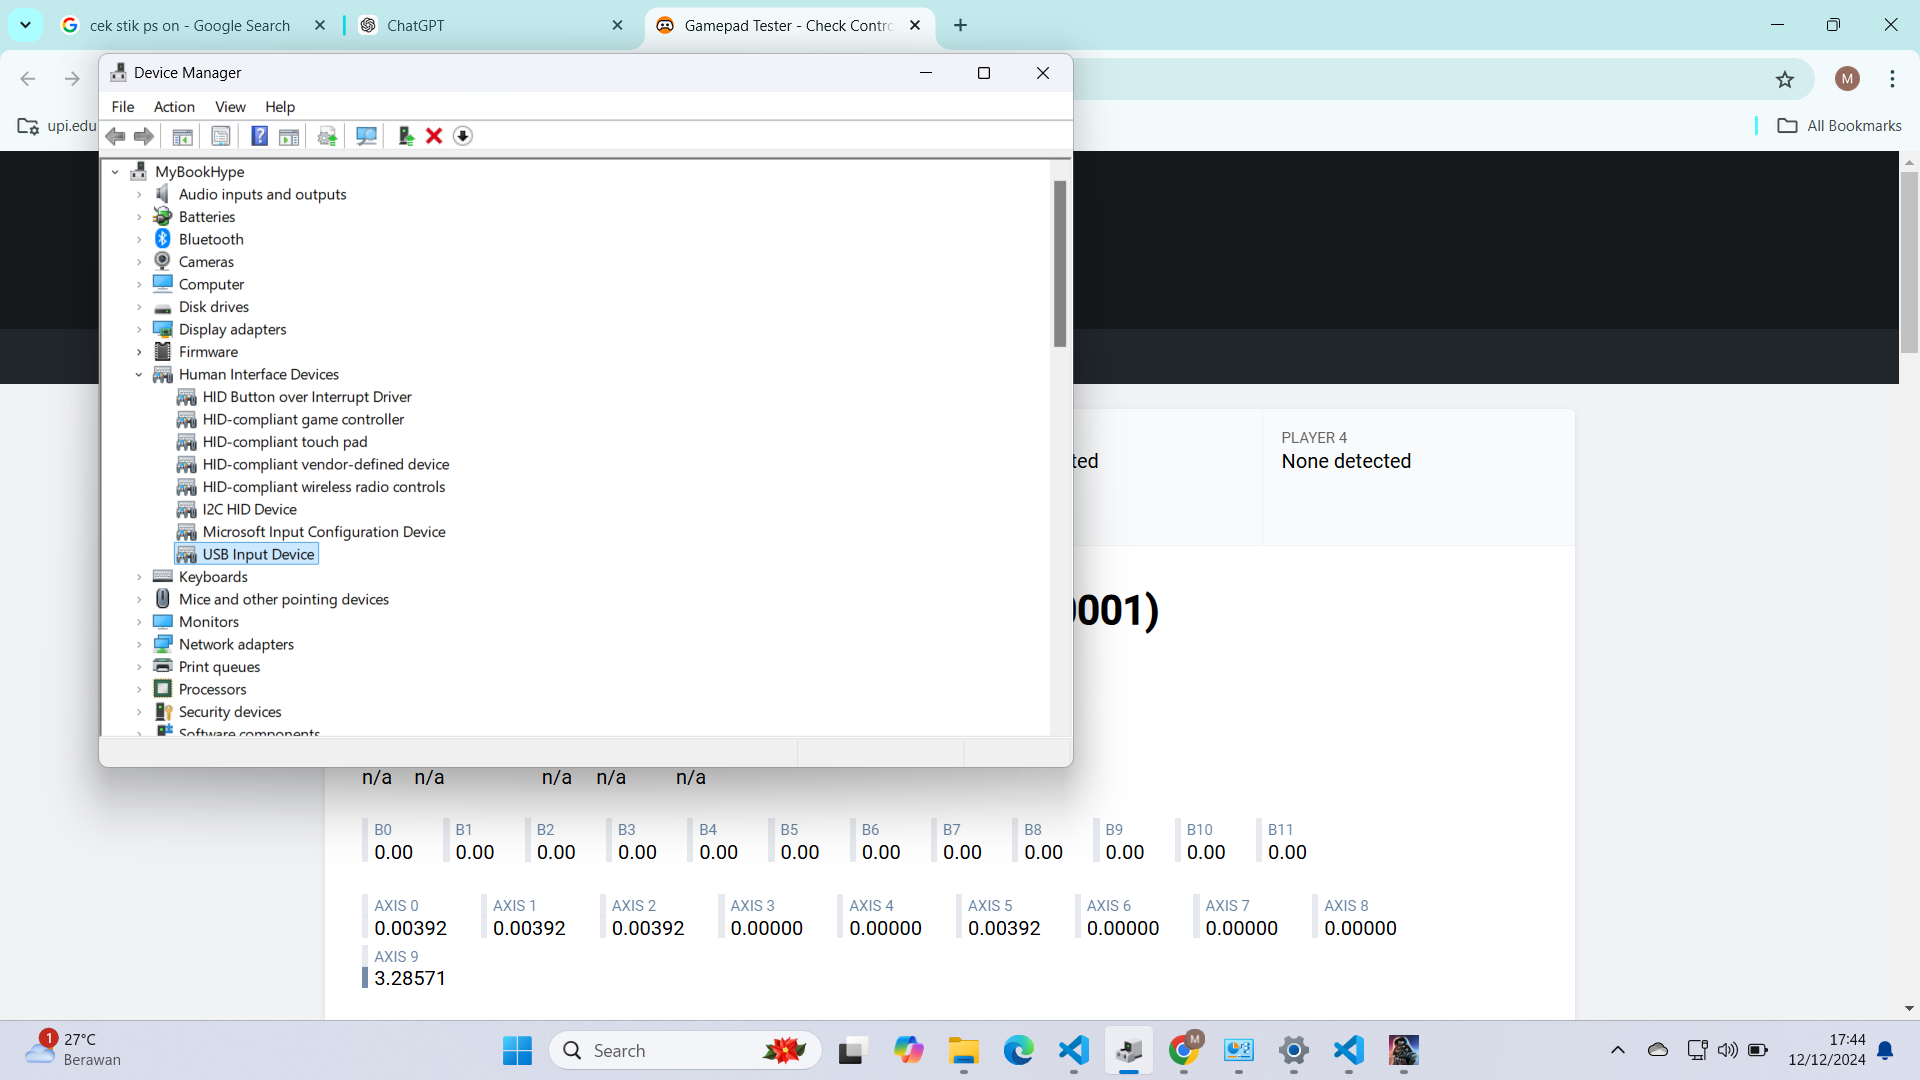 cek stik ps on - Google Search
ChatGPT
Gamepad Tester - Check Contro
Device Manager
M
File Action View Help
upi.edu
All Bookmarks
MyBookHype
Audio inputs and outputs
Batteries
Bluetooth
Cameras
Computer
Disk drives
Display adapters
Firmware
Human Interface Devices
HID Button over Interrupt Driver
HID-compliant game controller
HID-compliant touch pad
HID-compliant vendor-defined device
HID-compliant wireless radio controls
I2C HID Device
Microsoft Input Configuration Device
USB Input Device
Keyboards
Mice and other pointing devices
Monitors
Network adapters
Print queues
Processors
Security devices
Software components
PLAYER 4
ted None detected
0001)
n/a n/a n/a n/a n/a
B0 B1 B2 B3 B4 B5 B6 B7 B8 B9 B10 B11
0.00 0.00 0.00 0.00 0.00 0.00 0.00 0.00 0.00 0.00 0.00 0.00
AXIS 0 AXIS 1 AXIS 2 AXIS 3 AXIS 4 AXIS 5 AXIS 6 AXIS 7 AXIS 8
0.00392 0.00392 0.00392 0.00000 0.00000 0.00392 0.00000 0.00000 0.00000
AXIS 9
3.28571
1
27°C
Berawan
Search
M
17:44
12/12/2024